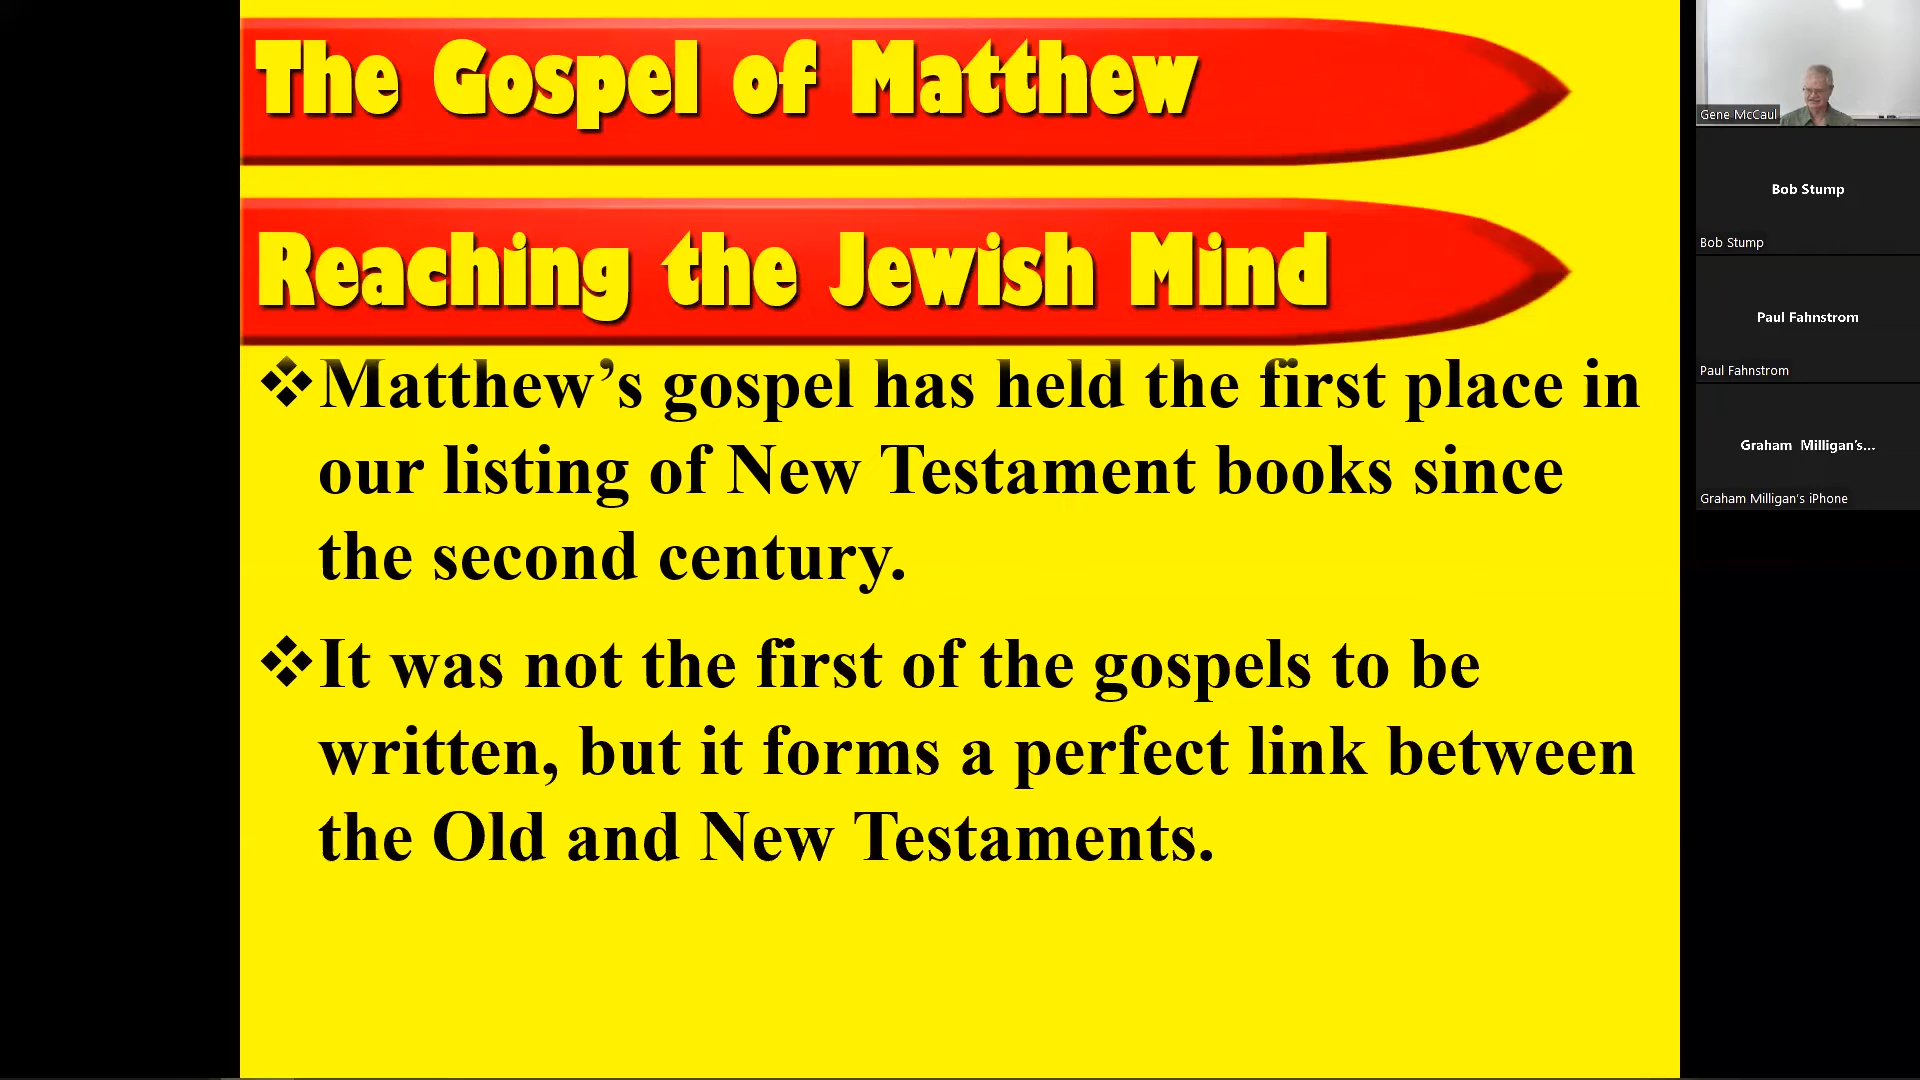 The Gospel of Matthew
Reaching the Jewish Mind
❖Matthew’s gospel has held the first place in
our listing of New Testament books since
the second century.
❖It was not the first of the gospels to be
written, but it forms a perfect link between
the Old and New Testaments.
Gene McCaul
Bob Stump
Bob Stump
Paul Fahnstrom
Paul Fahnstrom
Graham Milligan’s...
Graham Milligan's iPhone